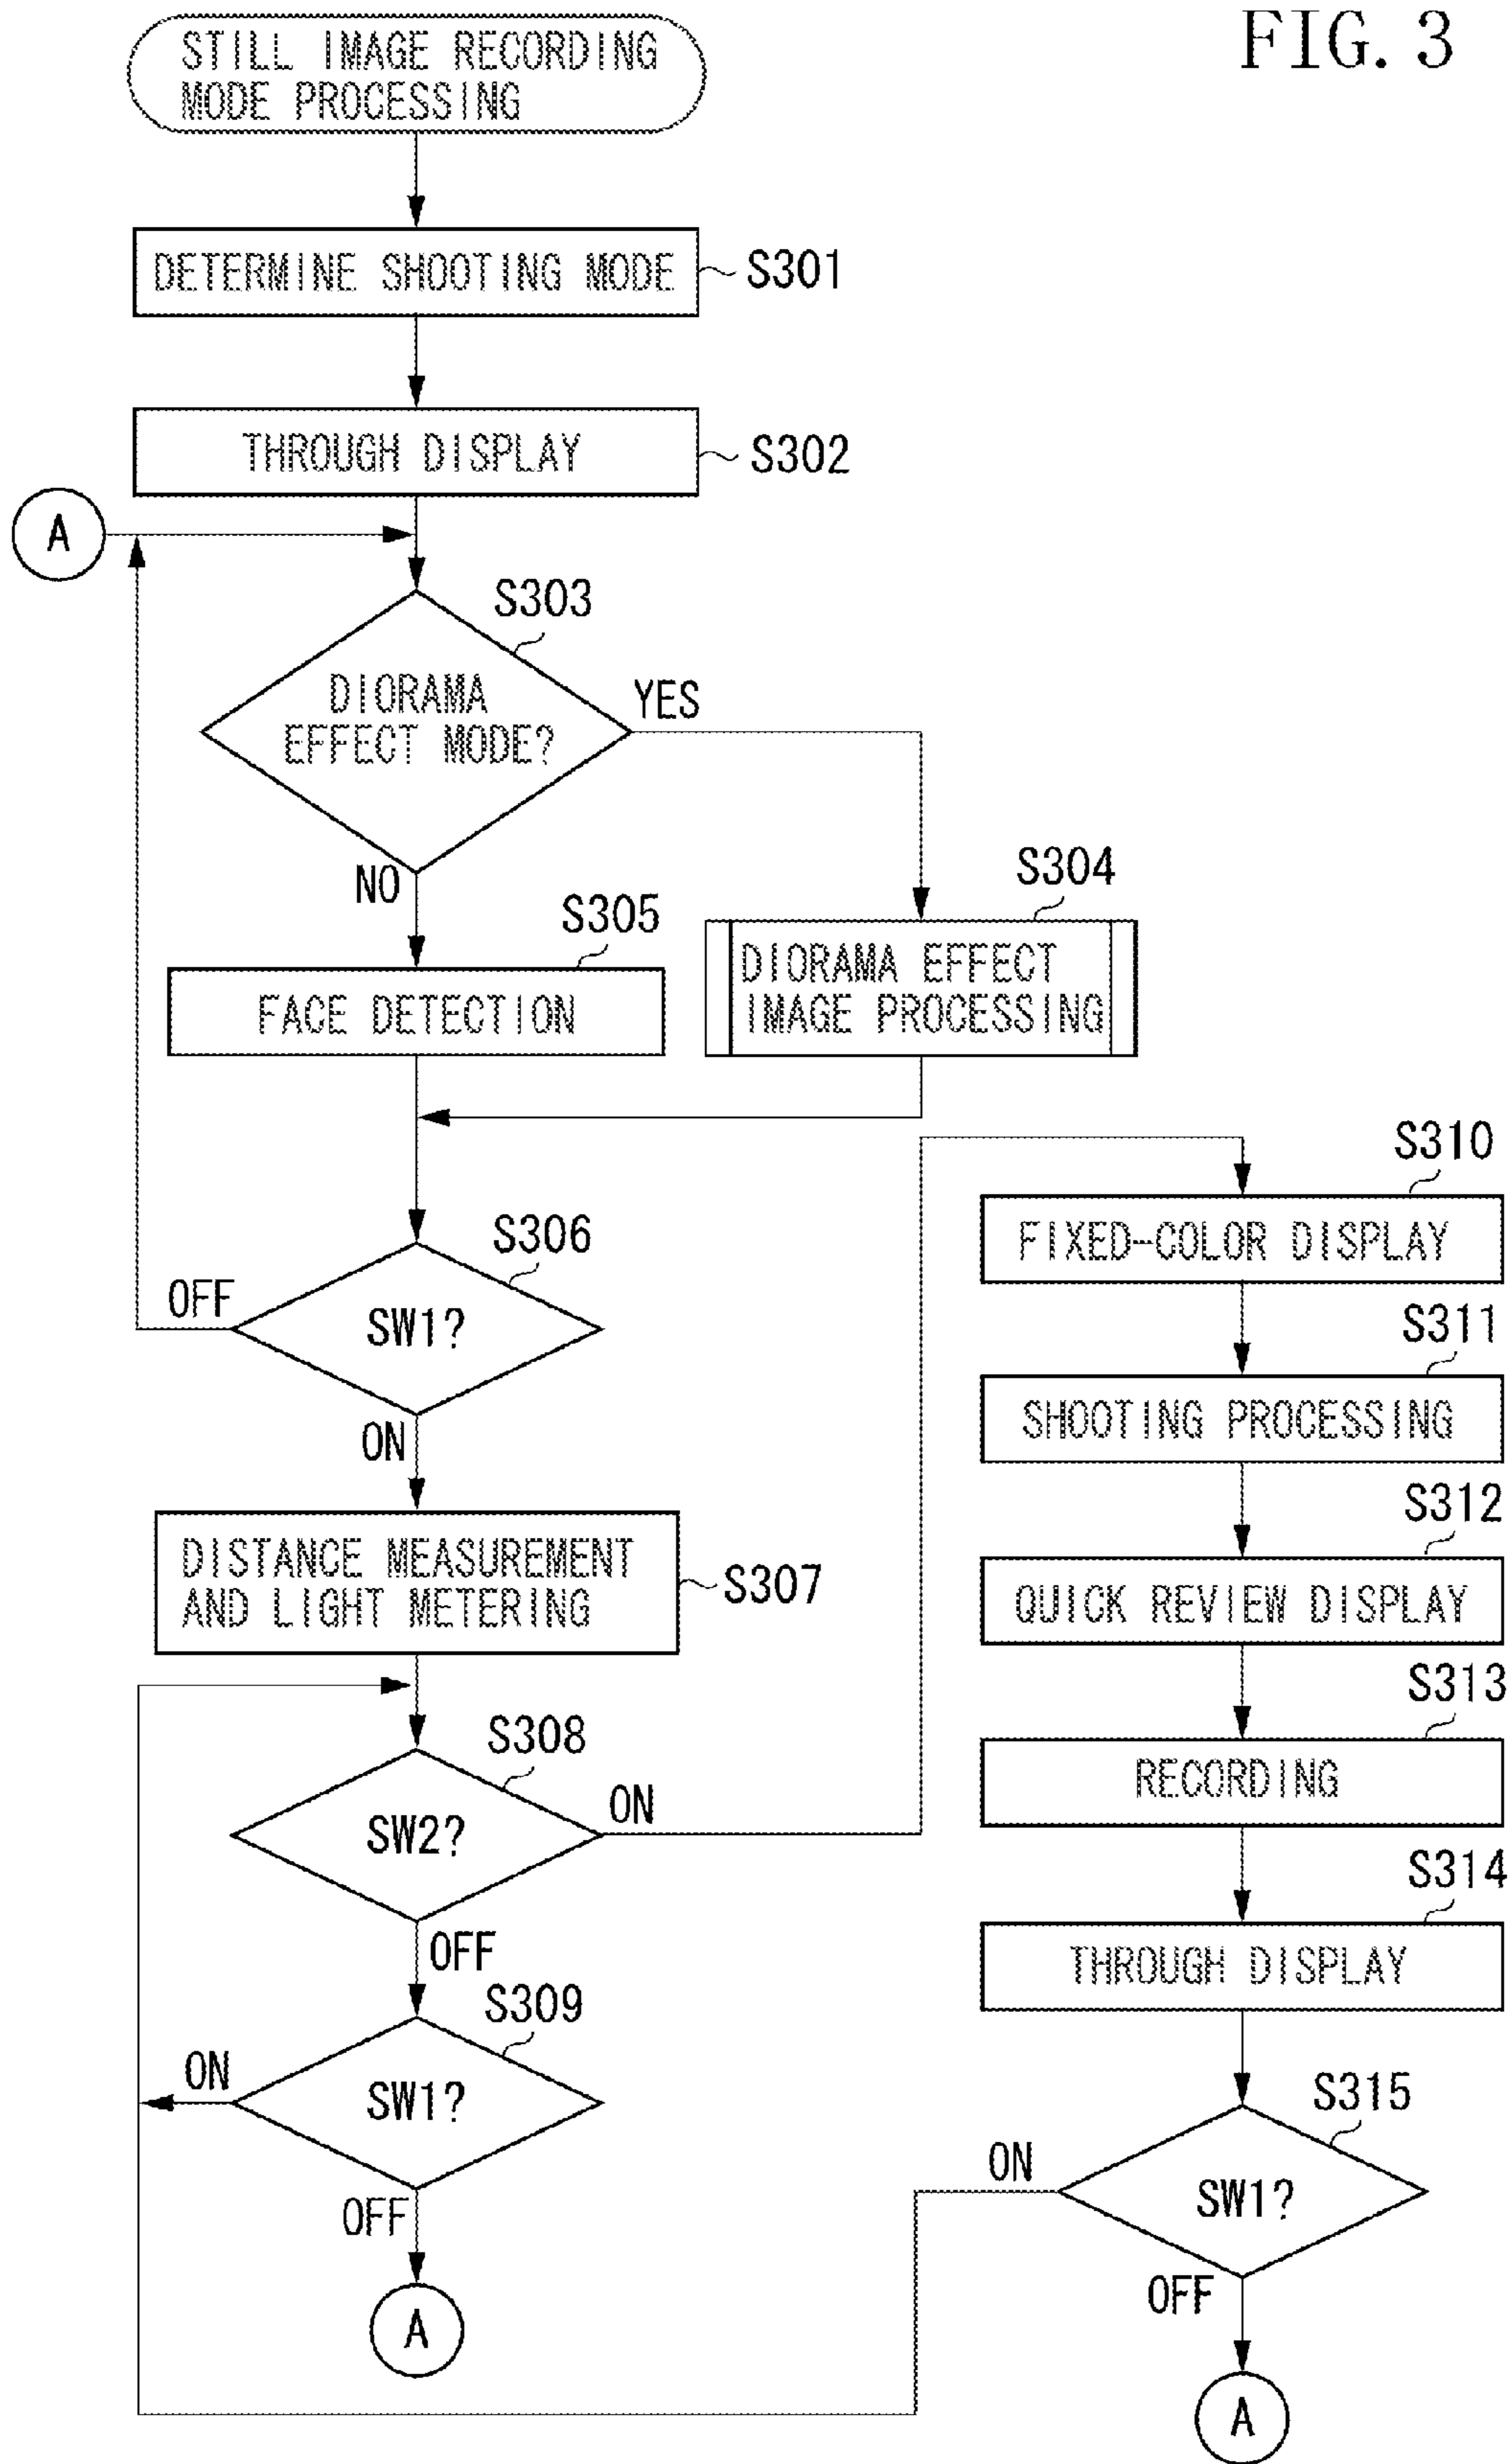 FIG. 3
STILL IMAGE RECORDING
MODE PROCESSING
DETERMINE SHOOTING MODE
S301
THROUGH DISPLAY
S302
A
S303
DIORAMA
EFFECT MODE?
YES
NO
S304
DIORAMA EFFECT
IMAGE PROCESSING
S305
FACE DETECTION
S306
SW1?
OFF
ON
DISTANCE MEASUREMENT
AND LIGHT METERING
S307
S308
SW2?
ON
OFF
S309
SW1?
ON
OFF
A
S310
FIXED-COLOR DISPLAY
S311
SHOOTING PROCESSING
S312
QUICK REVIEW DISPLAY
S313
RECORDING
S314
THROUGH DISPLAY
S315
SW1?
ON
OFF
A